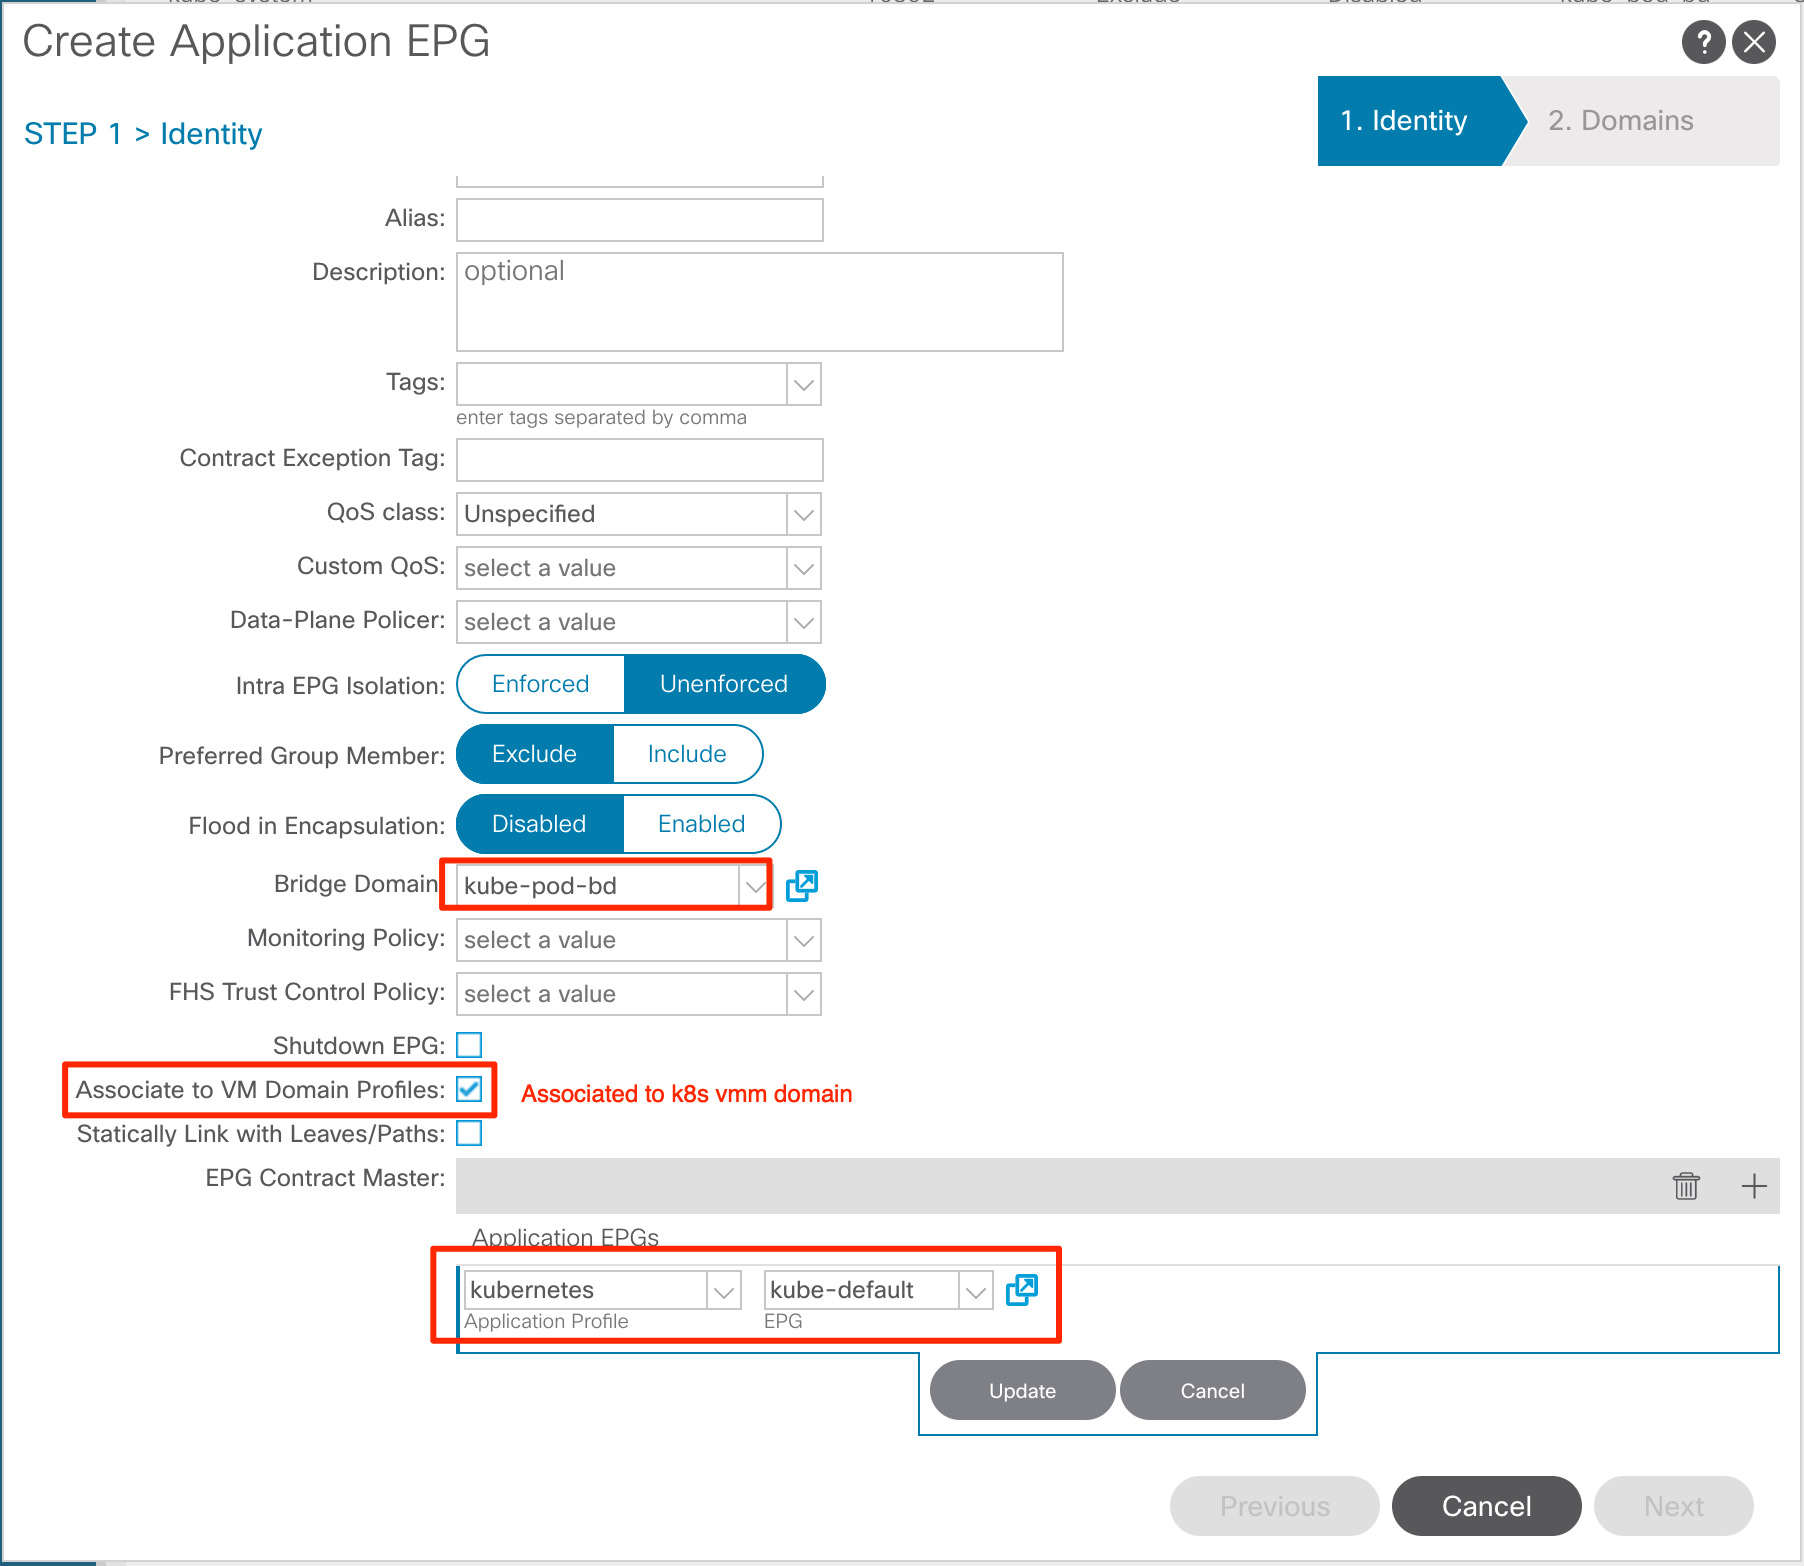 Create Application EPG
?
STEP 1 > Identity
1. Identity
2. Domains
Alias:
Description:
optional
Tags:
enter tags separated by comma
Contract Exception Tag:
QoS class:
Unspecified
Custom QoS:
select a value
Data-Plane Policer:
select a value
Intra EPG Isolation:
Enforced
Unenforced
Preferred Group Member:
Exclude
Include
Flood in Encapsulation:
Disabled
Enabled
Bridge Domain
kube-pod-bd
Monitoring Policy:
select a value
FHS Trust Control Policy:
select a value
Shutdown EPG:
Associate to VM Domain Profiles:
Associated to k8s vmm domain
Statically Link with Leaves/Paths:
EPG Contract Master:
Application EPGs
kubernetes
kube-default
Application Profile
EPG
Update
Cancel
Previous
Cancel
Next